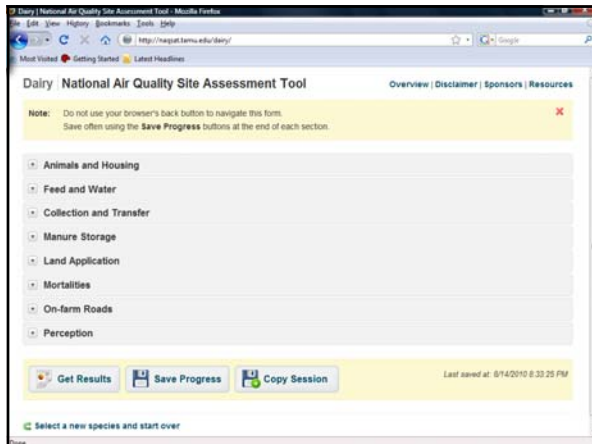 Dairy | National Air Quality Site Assessment Tool - Mozilla Firefox
File Edit View History Bookmarks Tools Help
http://naqsat.tamu.edu/dairy/
Google
Most Visited Getting Started Latest Headlines
Dairy National Air Quality Site Assessment Tool
Overview | Disclaimer | Sponsors | Resources
Note: Do not use your browser's back button to navigate this form.
Save often using the Save Progress buttons at the end of each section.
Animals and Housing
Feed and Water
Collection and Transfer
Manure Storage
Land Application
Mortalities
On-farm Roads
Perception
Get Results Save Progress Copy Session
Last saved at: 6/14/2010 8:33:25 PM
Select a new species and start over
Done